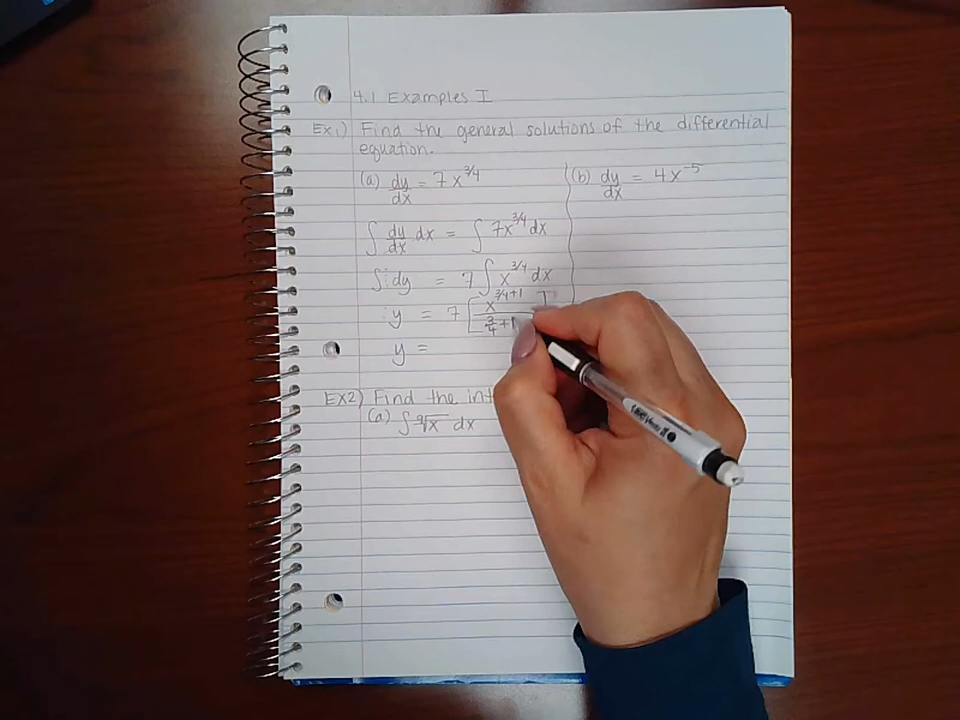 4.1 Examples I
Ex1) Find the general solutions of the differential
equation.
(a) dy/dx = 7x^3/4
(b) dy/dx = 4x^-5
∫ dy/dx dx = ∫ 7x^3/4 dx
∫ 1 dy = 7 ∫ x^3/4 dx
y = 7 [ x^3/4+1 / 3/4+1 ]
y =
Ex2) Find the
(a) ∫ ∜x dx